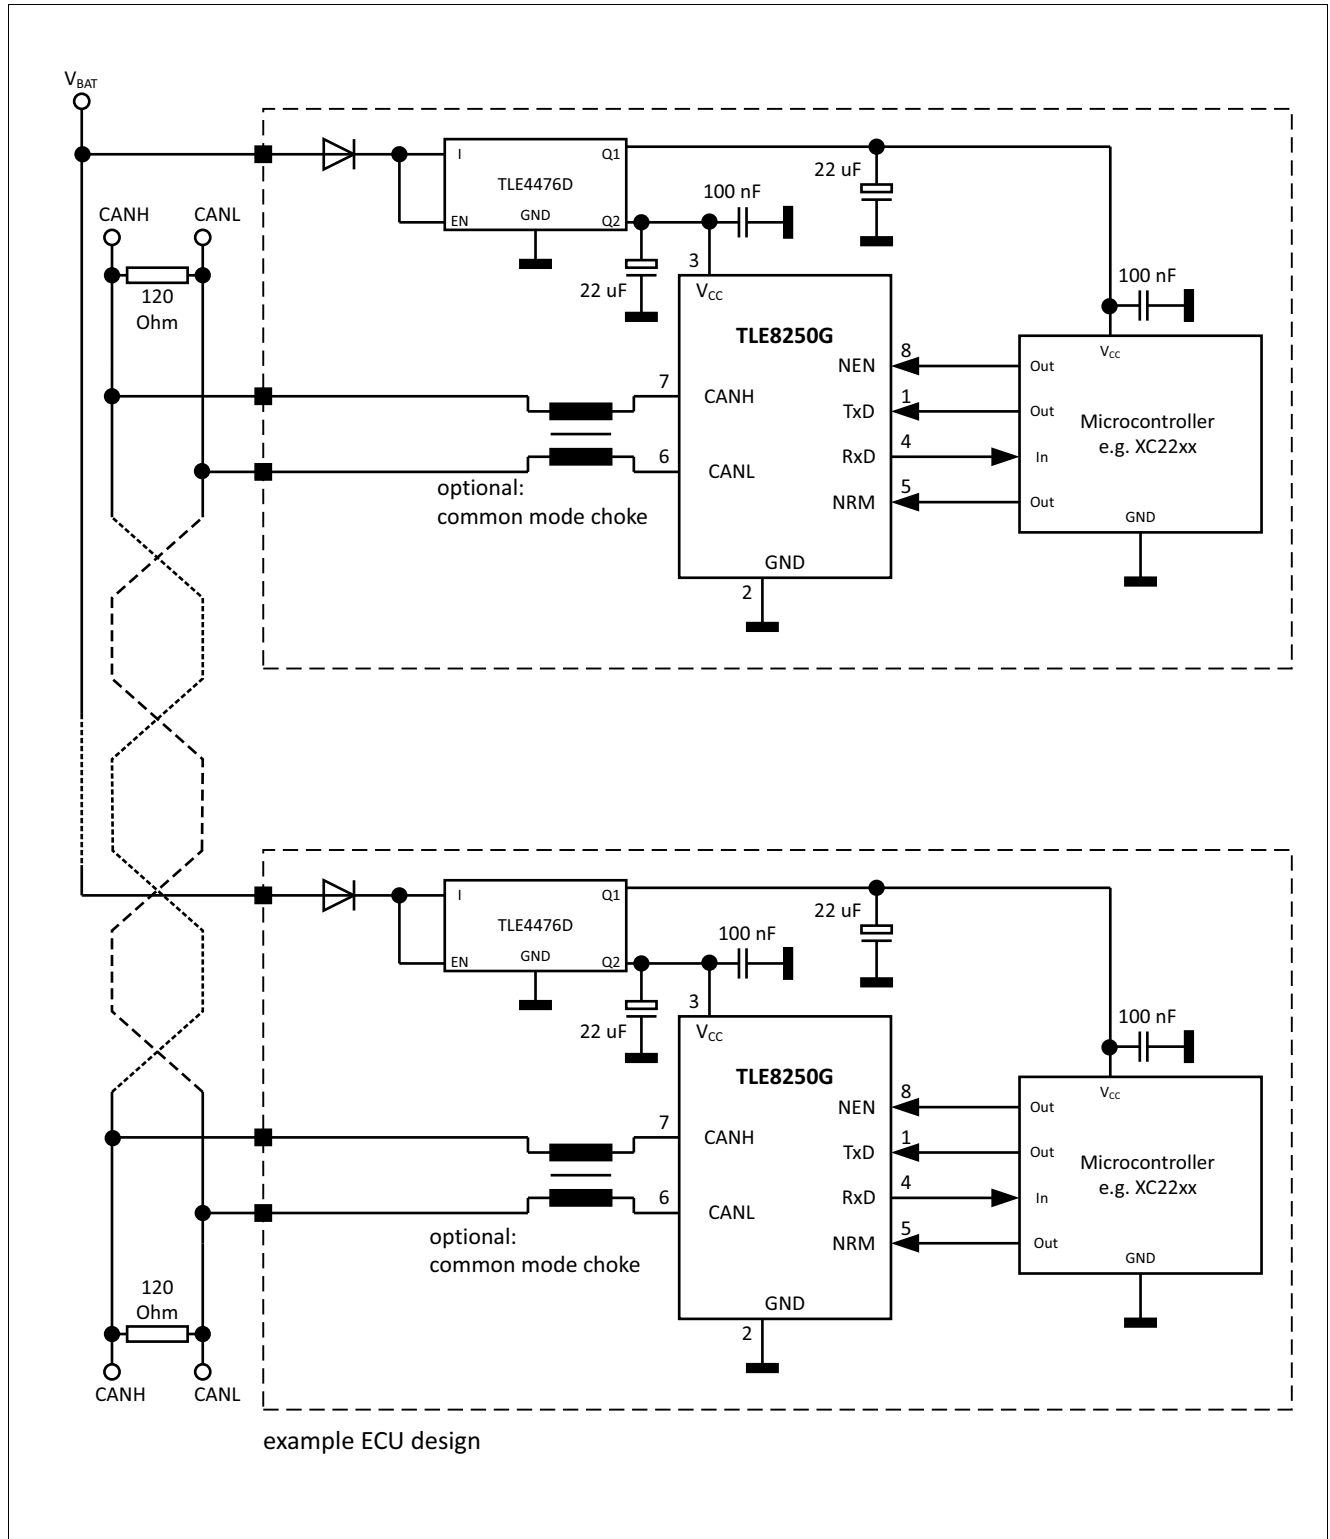 VBAT
CANH CANL
120
Ohm
I
Q1
TLE4476D
EN
GND
Q2
22 uF
100 nF
22 uF
3
VCC
TLE8250G
7
CANH
6
CANL
NEN
8
TxD
1
RxD
4
NRM
5
GND
2
100 nF
VCC
Out
Out
In
Out
Microcontroller
e.g. XC22xx
GND
optional:
common mode choke
I
Q1
TLE4476D
EN
GND
Q2
22 uF
100 nF
22 uF
3
VCC
TLE8250G
7
CANH
6
CANL
NEN
8
TxD
1
RxD
4
NRM
5
GND
2
100 nF
VCC
Out
Out
In
Out
Microcontroller
e.g. XC22xx
GND
optional:
common mode choke
120
Ohm
CANH CANL
example ECU design